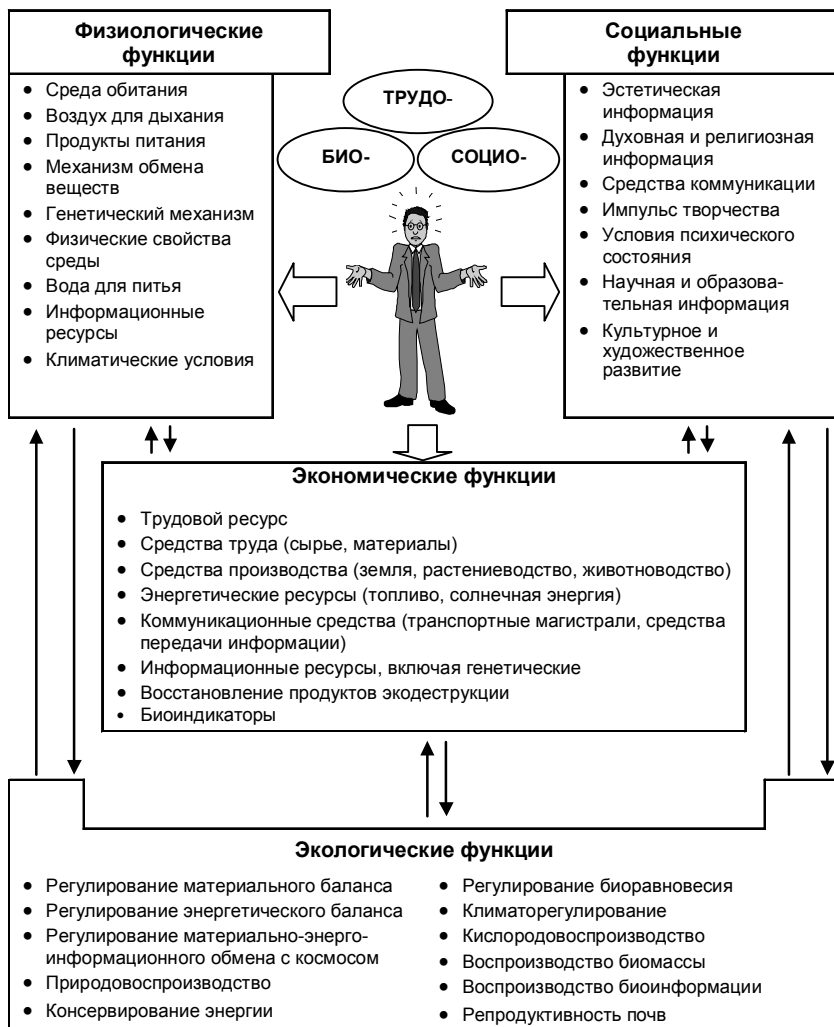 Физиологические
функции
• Среда обитания
• Воздух для дыхания
• Продукты питания
• Механизм обмена
веществ
• Генетический механизм
• Физические свойства
среды
• Вода для питья
• Информационные
ресурсы
• Климатические условия
ТРУДО-
БИО-
СОЦИО-
Социальные
функции
• Эстетическая
информация
• Духовная и религиозная
информация
• Средства коммуникации
• Импульс творчества
• Условия психического
состояния
• Научная и образова-
тельная информация
• Культурное и
художественное
развитие
Экономические функции
• Трудовой ресурс
• Средства труда (сырье, материалы)
• Средства производства (земля, растениеводство, животноводство)
• Энергетические ресурсы (топливо, солнечная энергия)
• Коммуникационные средства (транспортные магистрали, средства
передачи информации)
• Информационные ресурсы, включая генетические
• Восстановление продуктов экодеструкции
• Биоиндикаторы
Экологические функции
• Регулирование материального баланса
• Регулирование энергетического баланса
• Регулирование материально-энерго-
информационного обмена с космосом
• Природовоспроизводство
• Консервирование энергии
• Регулирование биоравновесия
• Климаторегулирование
• Кислородовоспроизводство
• Воспроизводство биомассы
• Воспроизводство биоинформации
• Репродуктивность почв